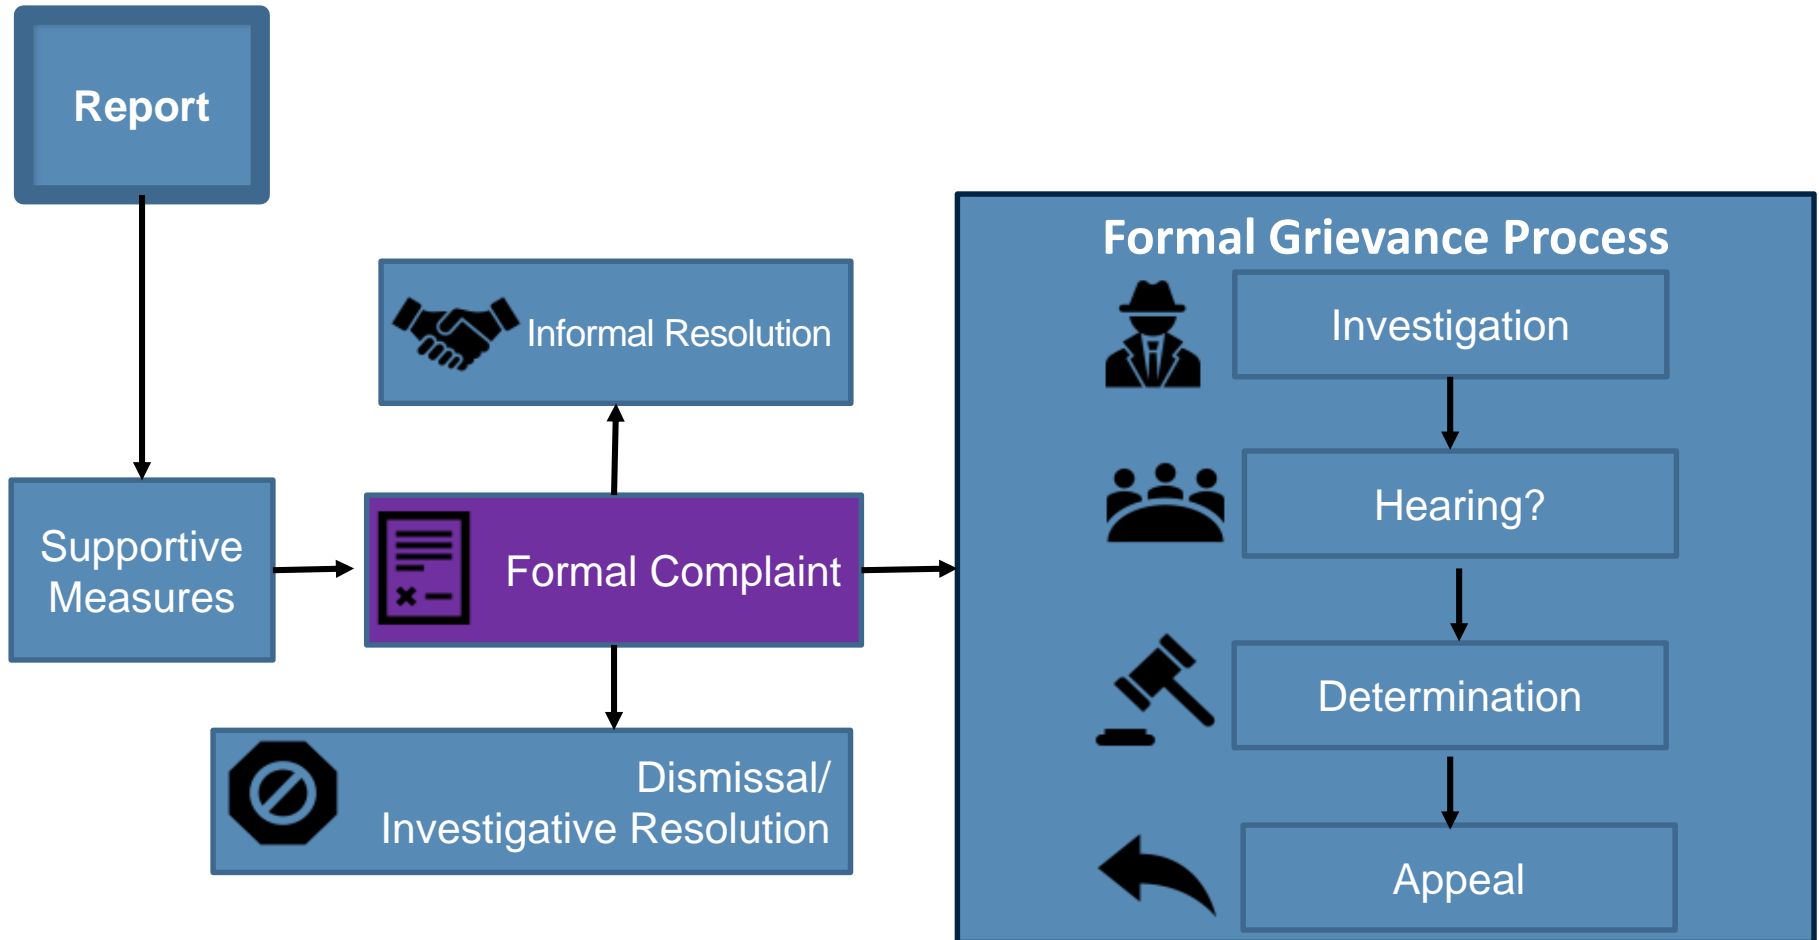 Report
Supportive
Measures
Informal Resolution
Formal Complaint
Dismissal/
Investigative Resolution
Formal Grievance Process
Investigation
Hearing?
Determination
Appeal